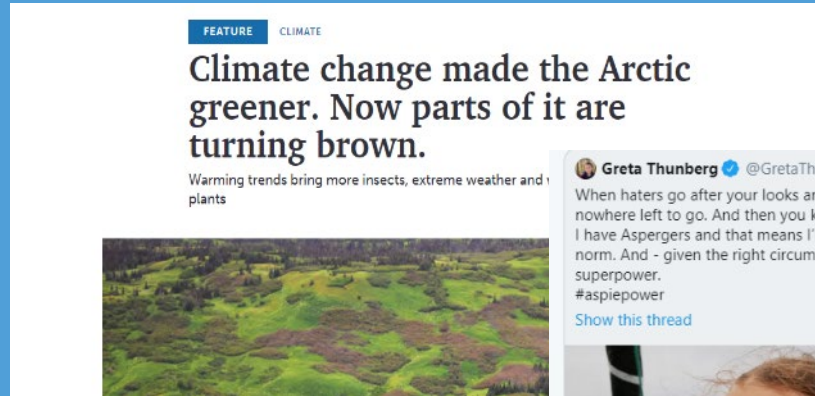 FEATURE CLIMATE
Climate change made the Arctic
greener. Now parts of it are
turning brown.
Warming trends bring more insects, extreme weather and
plants
Greta Thunberg @GretaTh
When haters go after your looks
nowhere left to go. And then you
I have Aspergers and that means
norm. And - given the right
superpower.
#aspiepower
Show this thread